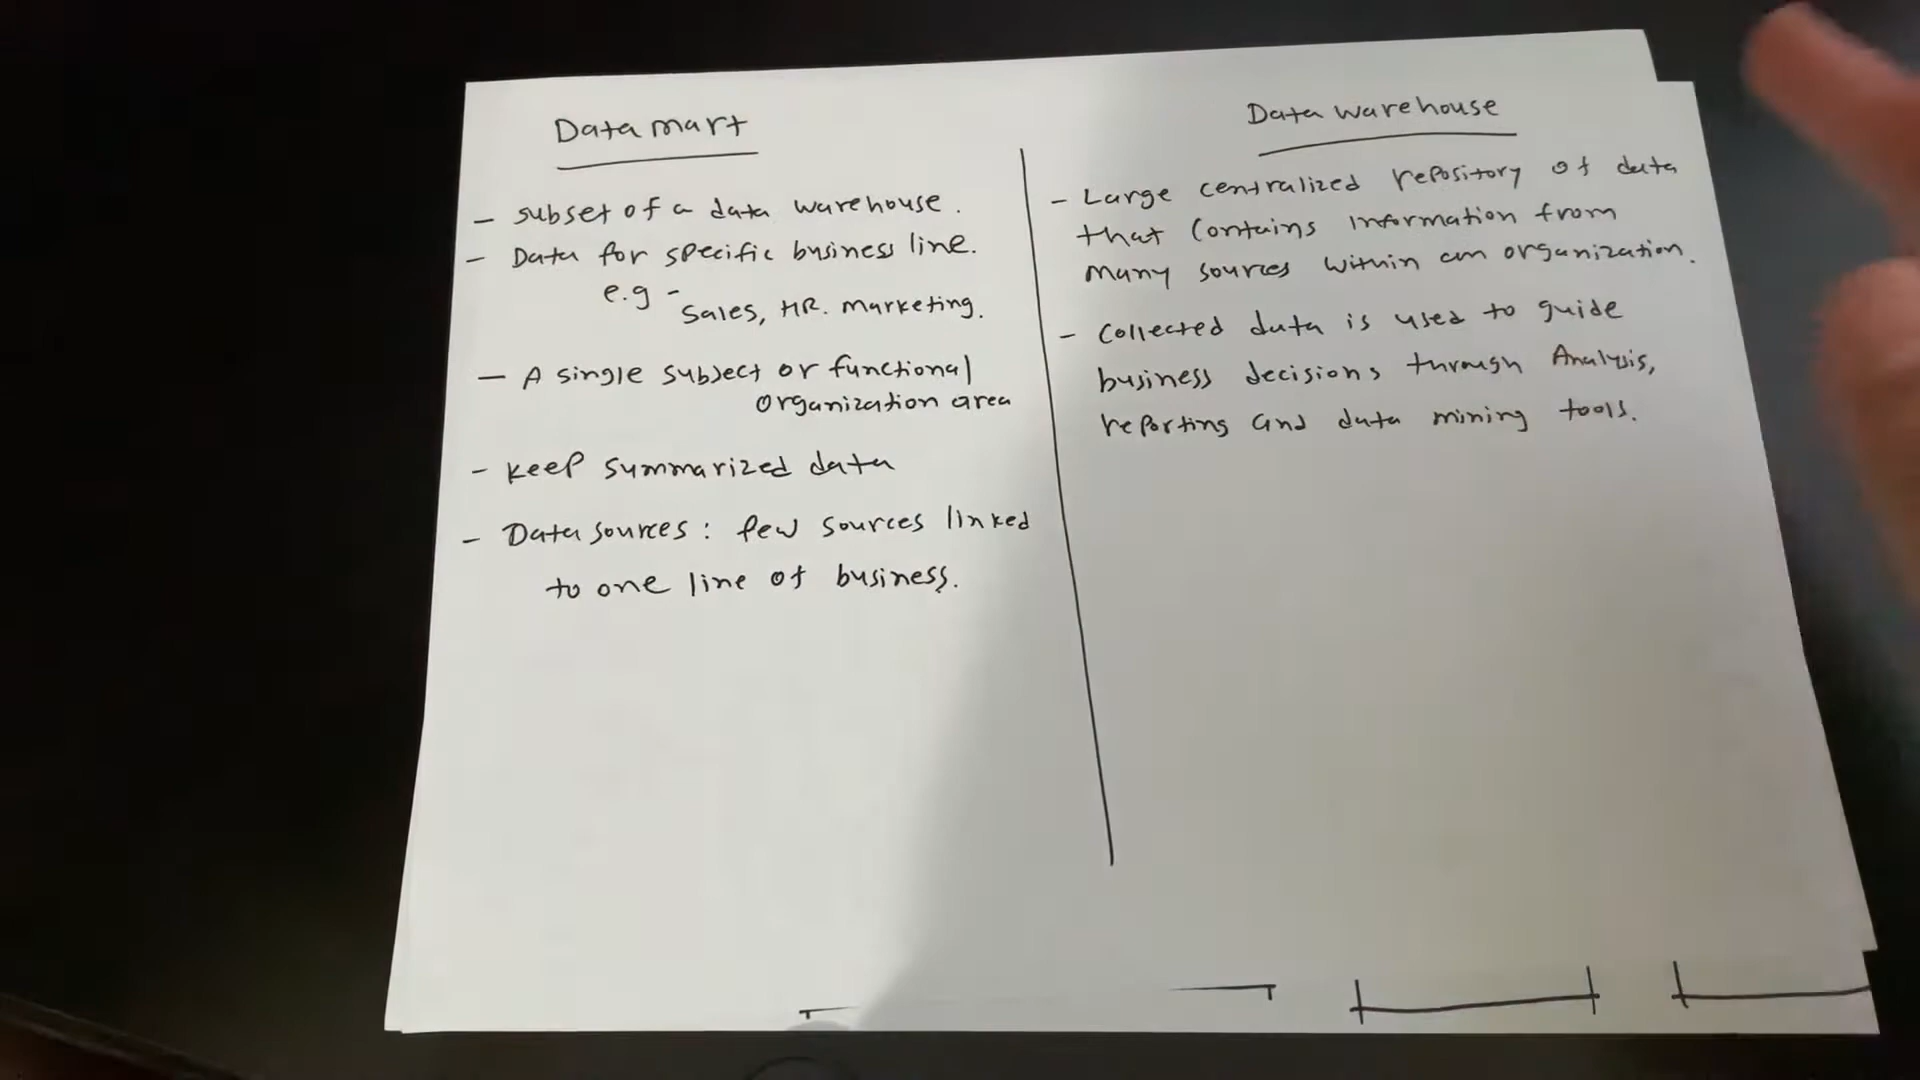 Data mart
- subset of a data warehouse.
- Data for specific business line.
e.g -
Sales, HR. marketing.
- A single subject or functional
organization area
- keep summarized data
- Data sources: few sources linked
to one line of business.
Data warehouse
- Large centralized repository of data
that contains information from
many sources within an organization.
- Collected data is used to guide
business decisions through Analysis,
reporting and data mining tools.